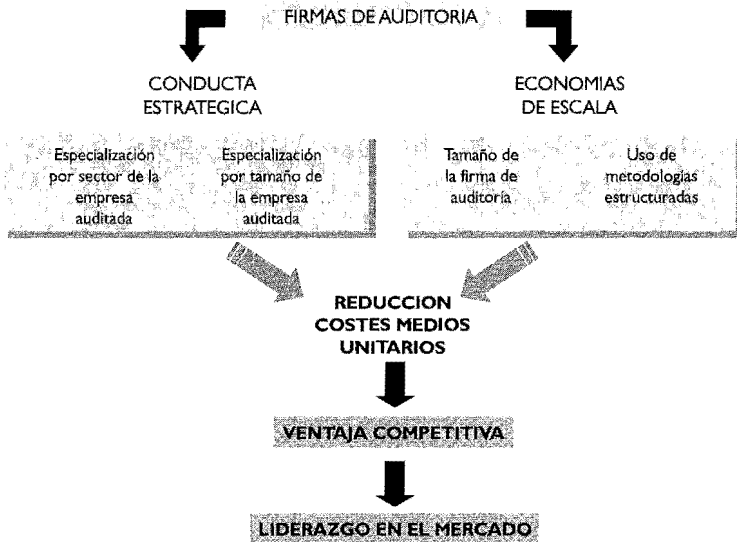 FIRMAS DE AUDITORIA
CONDUCTA
ESTRATEGICA
Especialización
por sector de la
empresa
auditada
Especialización
por tamaño de
la empresa
auditada
ECONOMIAS
DE ESCALA
Tamaño de
la firma de
auditoría
Uso de
metodologías
estructuradas
REDUCCION
COSTES MEDIOS
UNITARIOS
VENTAJA COMPETITIVA
LIDERAZGO EN EL MERCADO